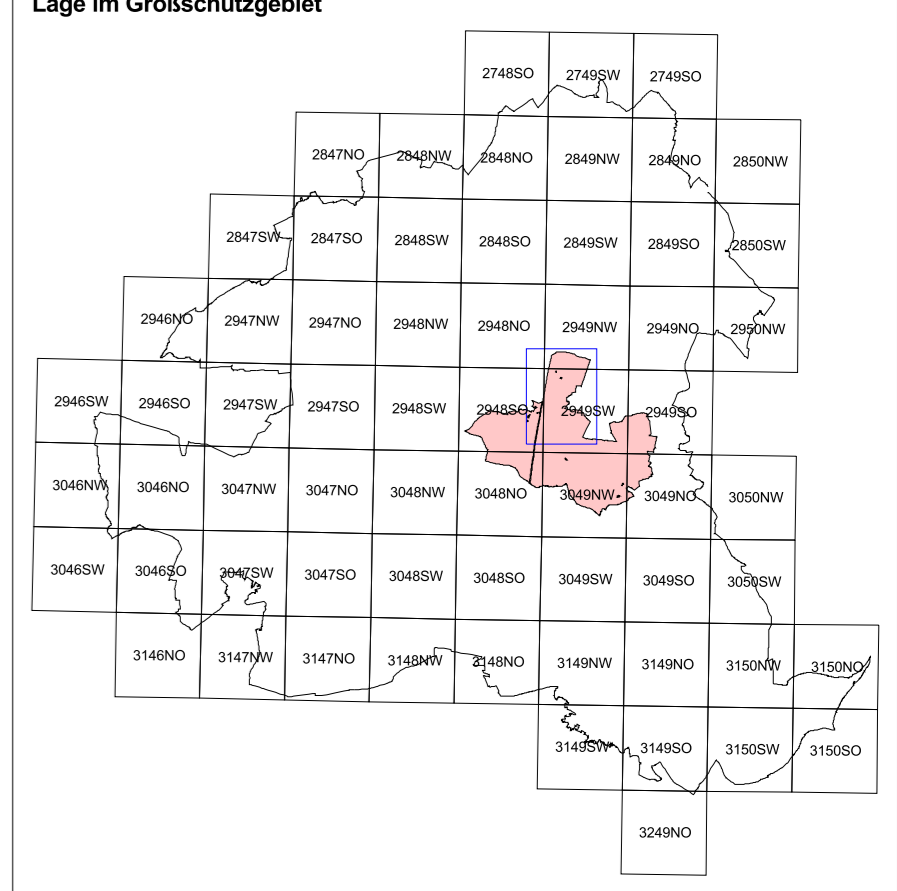 Lage im Großschutzgebiet
2748SO 2749SW 2749SO
2847NO 2848NW 2848NO 2849NW 2849NO 2850NW
2847SW 2847SO 2848SW 2848SO 2849SW 2849SO 2850SW
2946NO 2947NW 2947NO 2948NW 2948NO 2949NW 2949NO 2950NW
2946SW 2946SO 2947SW 2947SO 2948SW 2948SO 2949SW 2949SO
3046NW 3046NO 3047NW 3047NO 3048NW 3048NO 3049NW 3049NO 3050NW
3046SW 3046SO 3047SW 3047SO 3048SW 3048SO 3049SW 3049SO 3050SW
3146NO 3147NW 3147NO 3148NW 3148NO 3149NW 3149NO 3150NW 3150NO
3149SW 3149SO 3150SW 3150SO
3249NO